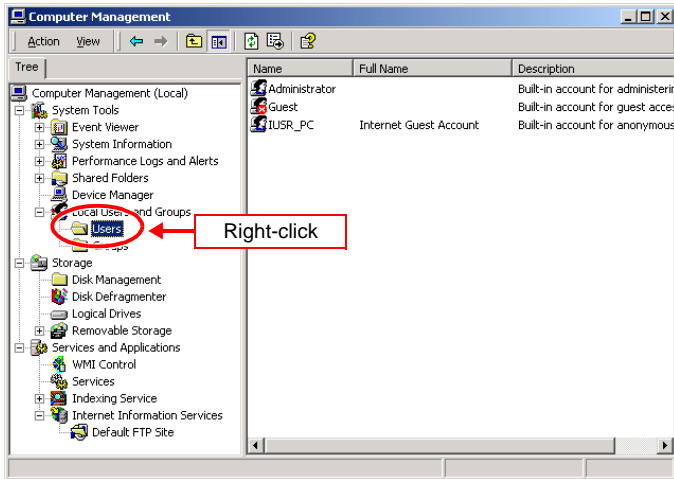 Computer Management
Action View
Tree
Name Full Name Description
Computer Management (Local)
System Tools
Event Viewer
System Information
Performance Logs and Alerts
Shared Folders
Device Manager
Local Users and Groups
Users
Groups
Storage
Disk Management
Disk Defragmenter
Logical Drives
Removable Storage
Services and Applications
WMI Control
Services
Indexing Service
Internet Information Services
Default FTP Site
Administrator Built-in account for administerin
Guest Built-in account for guest acce
IUSR_PC Internet Guest Account Built-in account for anonymous
Right-click